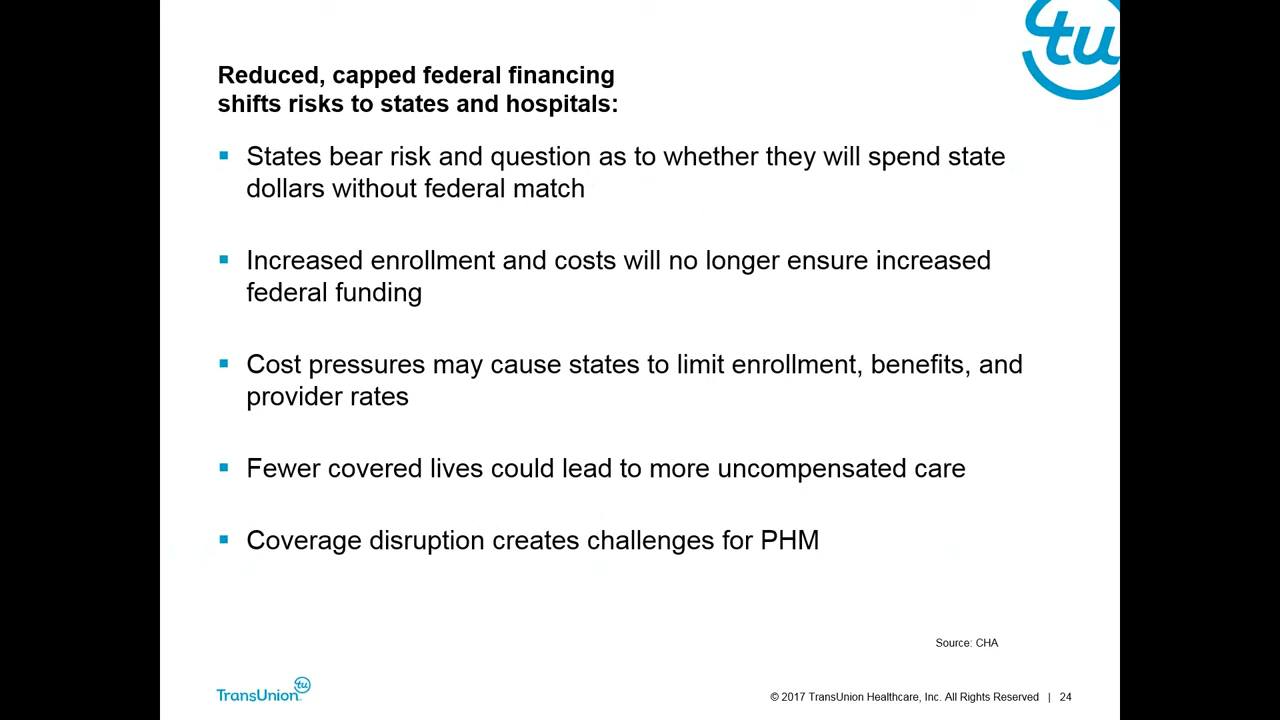 tu
Reduced, capped federal financing
shifts risks to states and hospitals:
▪ States bear risk and question as to whether they will spend state
dollars without federal match
▪ Increased enrollment and costs will no longer ensure increased
federal funding
▪ Cost pressures may cause states to limit enrollment, benefits, and
provider rates
▪ Fewer covered lives could lead to more uncompensated care
▪ Coverage disruption creates challenges for PHM
Source: CHA
TransUnion tu
© 2017 TransUnion Healthcare, Inc. All Rights Reserved | 24